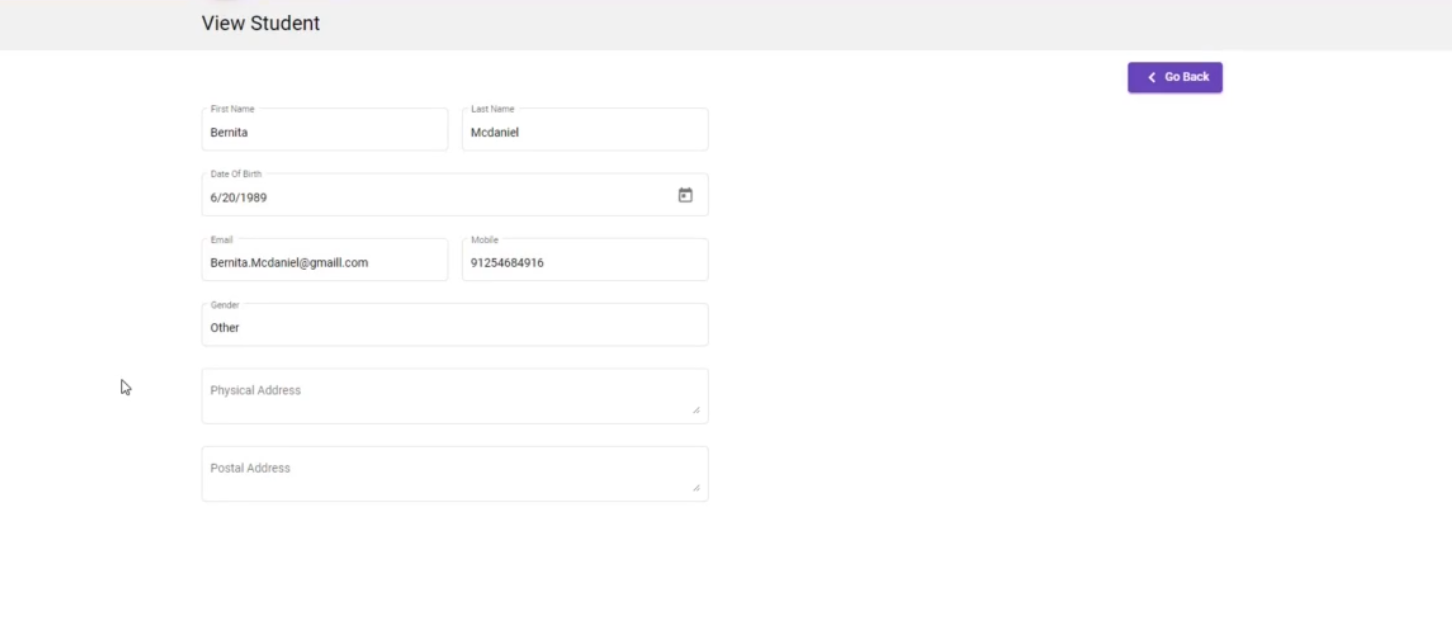 View Student
Go Back
First Name
Last Name
Bernita
Mcdaniel
Date Of Birth
6/20/1989
Email
Mobile
Bernita.Mcdaniel@gmaill.com
91254684916
Gender
Other
Physical Address
Postal Address